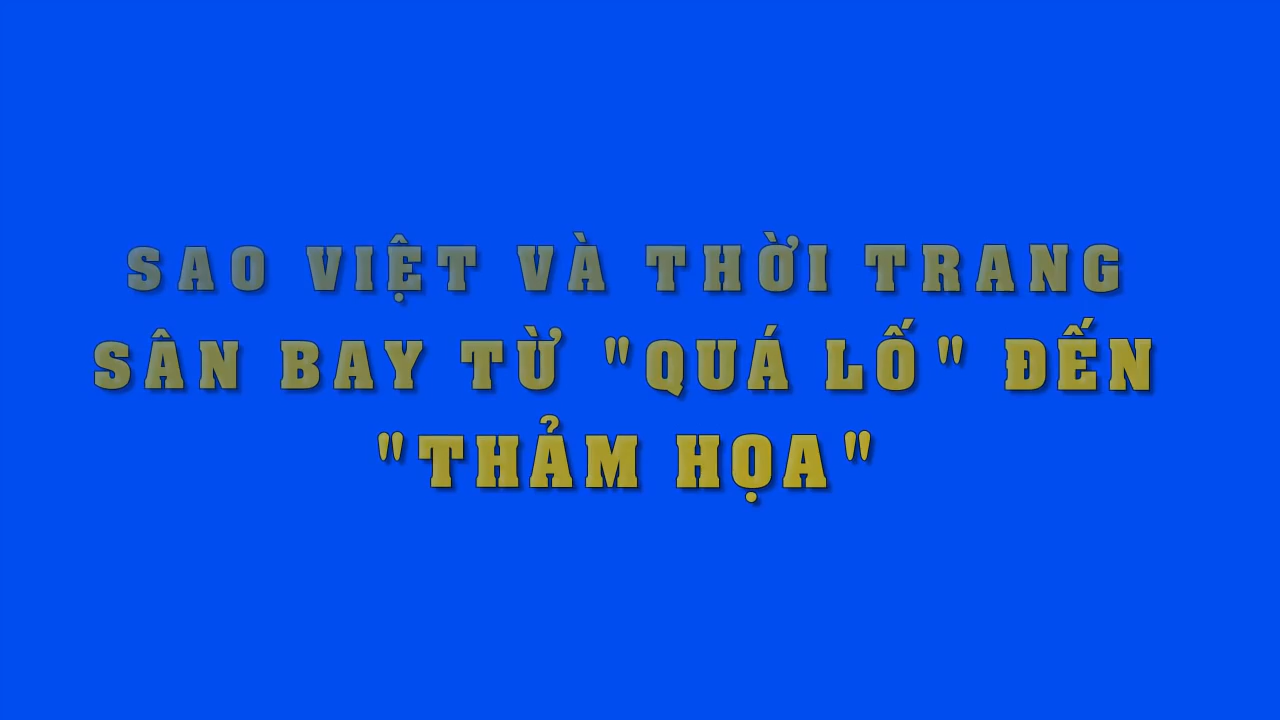 SAO VIỆT VÀ THỜI TRANG
SÂN BAY TỪ "QUÁ LỐ" ĐẾN
"THẢM HỌA"